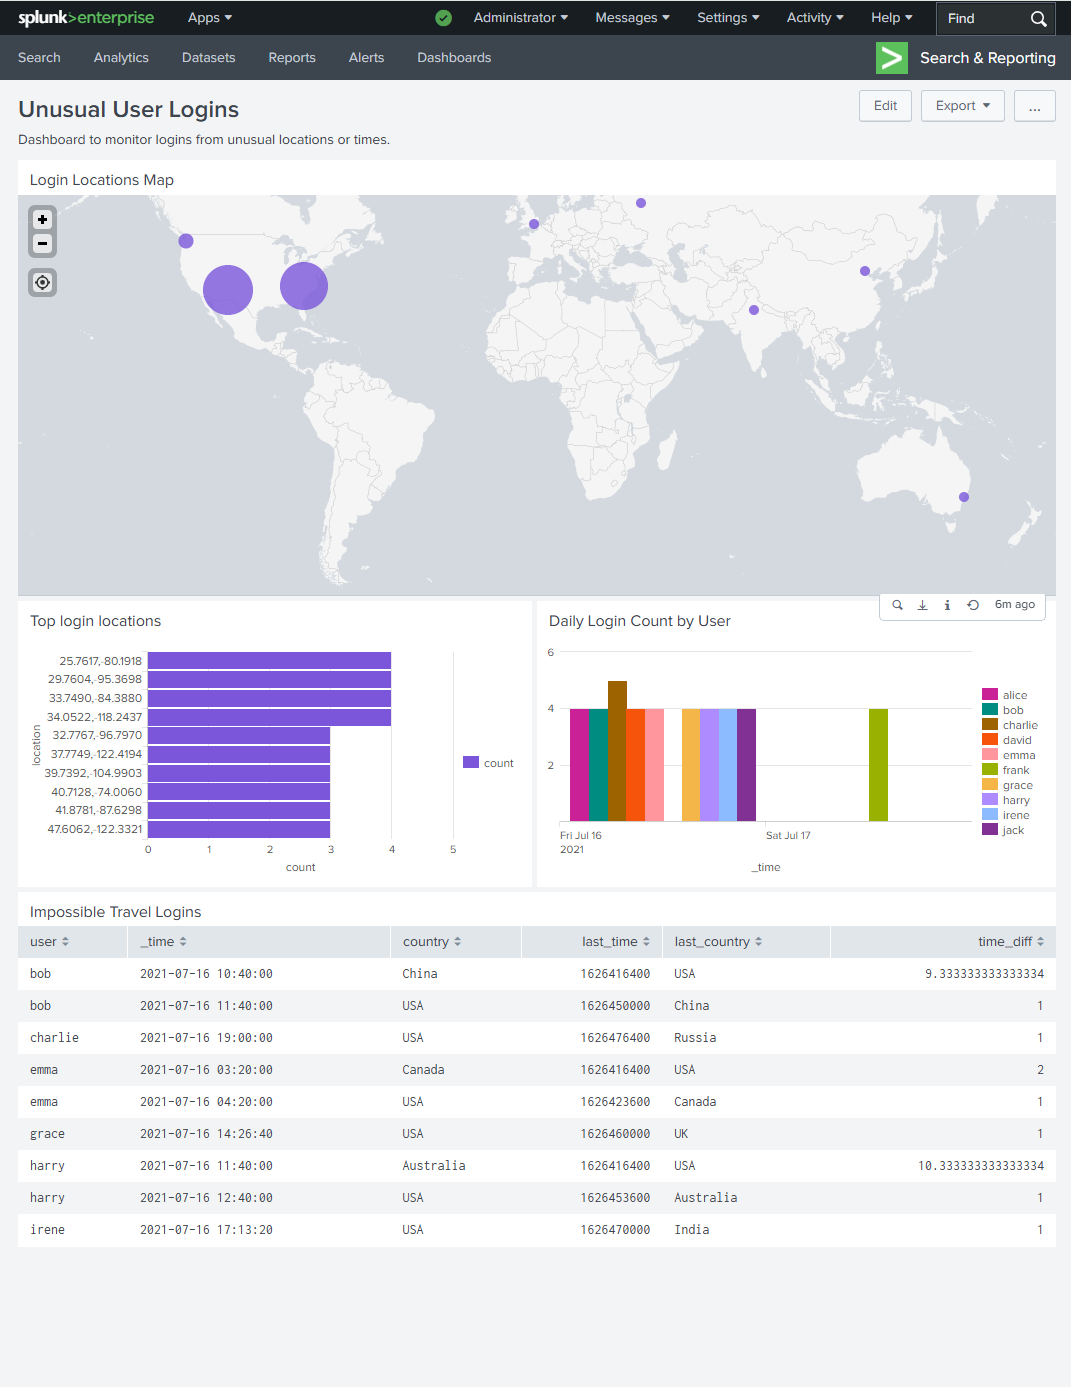 splunk>enterprise Apps Administrator Messages Settings Activity Help Find
Search Analytics Datasets Reports Alerts Dashboards > Search & Reporting
Unusual User Logins Edit Export ...
Dashboard to monitor logins from unusual locations or times.
Login Locations Map
+
−
6m ago
Top login locations
location
25.7617,-80.1918
29.7604,-95.3698
33.7490,-84.3880
34.0522,-118.2437
32.7767,-96.7970
37.7749,-122.4194
39.7392,-104.9903
40.7128,-74.0060
41.8781,-87.6298
47.6062,-122.3321
0 1 2 3 4 5
count
count
Daily Login Count by User
6
4
2
Fri Jul 16 Sat Jul 17
2021
_time
alice
bob
charlie
david
emma
frank
grace
harry
irene
jack
Impossible Travel Logins
user _time country last_time last_country time_diff
bob 2021-07-16 10:40:00 China 1626416400 USA 9.333333333333334
bob 2021-07-16 11:40:00 USA 1626450000 China 1
charlie 2021-07-16 19:00:00 USA 1626476400 Russia 1
emma 2021-07-16 03:20:00 Canada 1626416400 USA 2
emma 2021-07-16 04:20:00 USA 1626423600 Canada 1
grace 2021-07-16 14:26:40 USA 1626460000 UK 1
harry 2021-07-16 11:40:00 Australia 1626416400 USA 10.333333333333334
harry 2021-07-16 12:40:00 USA 1626453600 Australia 1
irene 2021-07-16 17:13:20 USA 1626470000 India 1